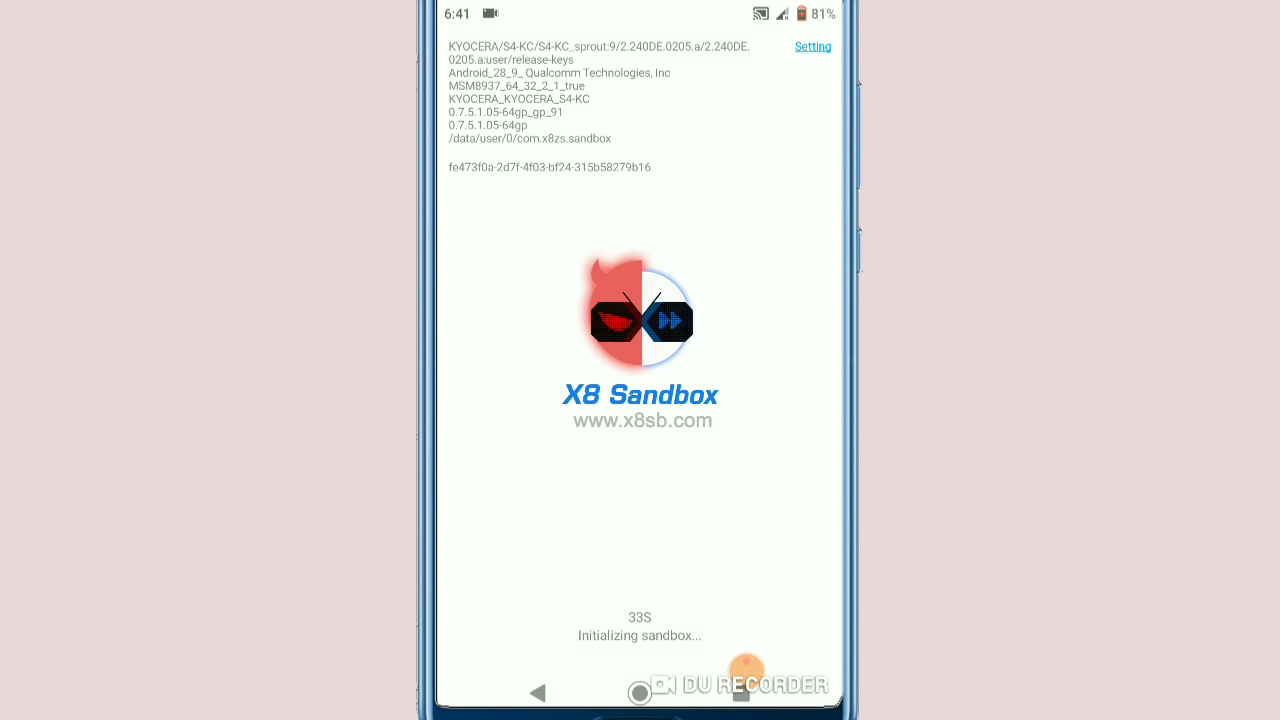 6:41
81%
KYOCERA/S4-KC/S4-KC_sprout:9/2.240DE.0205.a/2.240DE.
0205.a:user/release-keys
Setting
Android_28_9_ Qualcomm Technologies, Inc
MSM8937_64_32_2_1_true
KYOCERA_KYOCERA_S4-KC
0.7.5.1.05-64gp_gp_91
0.7.5.1.05-64gp
/data/user/0/com.x8zs.sandbox
fe473f0a-2d7f-4f03-bf24-315b58279b16
X8 Sandbox
www.x8sb.com
33S
Initializing sandbox...
DU RECORDER